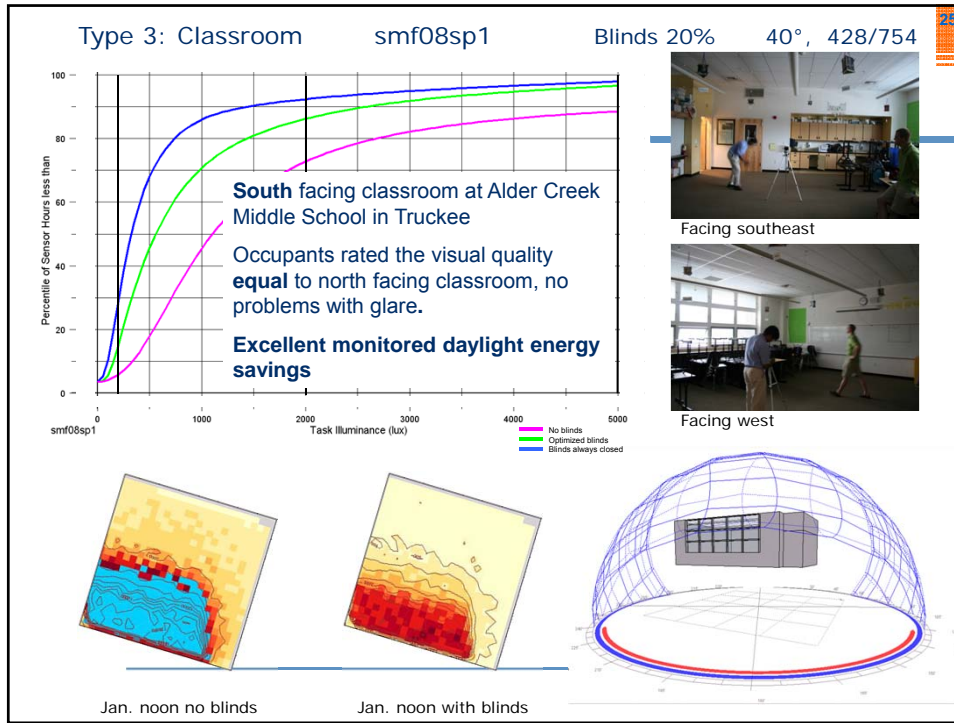 Type 3: Classroom smf08sp1 Blinds 20% 40°, 428/754
25
Percentile of Sensor Hours less than
100
80
60
40
20
0
0 1000 2000 3000 4000 5000
smf08sp1
Task Illuminance (lux)
No blinds
Optimized blinds
Blinds always closed
South facing classroom at Alder Creek
Middle School in Truckee
Occupants rated the visual quality
equal to north facing classroom, no
problems with glare.
Excellent monitored daylight energy
savings
Facing southeast
Facing west
Jan. noon no blinds
Jan. noon with blinds